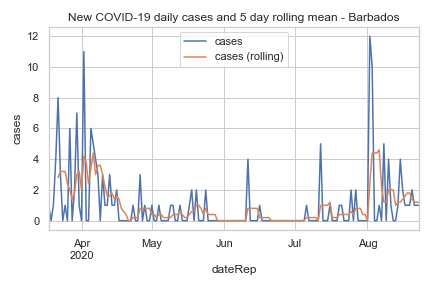 New COVID-19 daily cases and 5 day rolling mean - Barbados
cases
cases (rolling)
12
10
8
6
4
2
0
cases
Apr
2020
May
Jun
Jul
Aug
dateRep